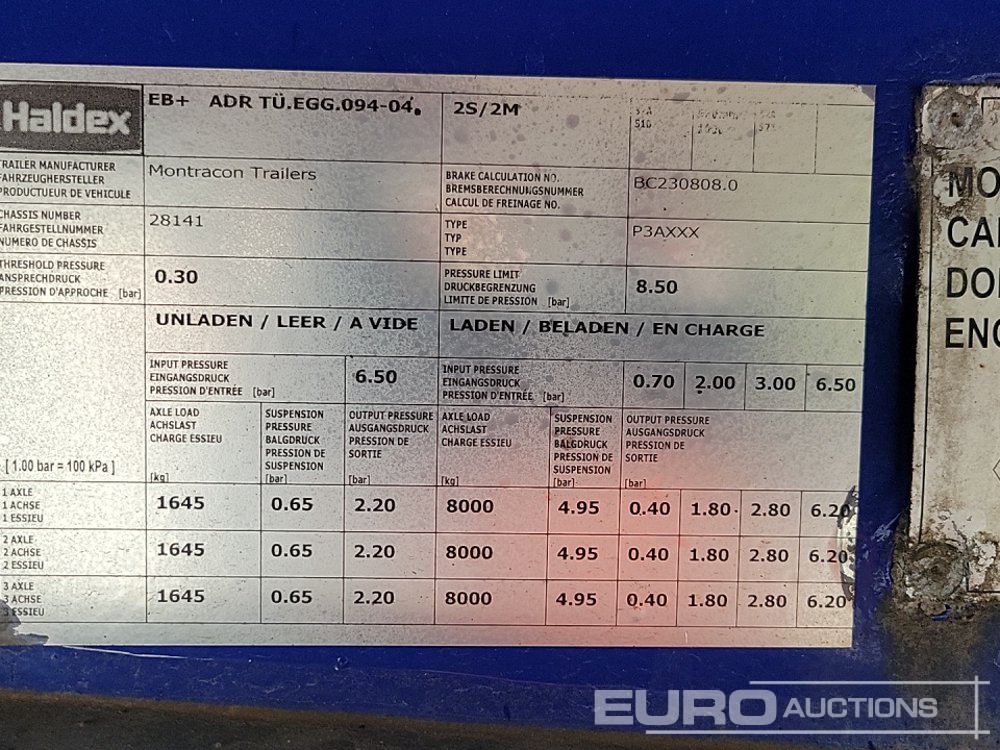 Haldex
EB+ ADR TÜ.EGG.094-04. 2S/2M
TRAILER MANUFACTURER
FAHRZEUGHERSTELLER
PRODUCTUEUR DE VEHICULE
Montracon Trailers
BRAKE CALCULATION NO.
BREMSBERECHNUNGSNUMMER
CALCUL DE FREINAGE NO.
BC230808.0
CHASSIS NUMBER
FAHRGESTELLNUMMER
NUMERO DE CHASSIS
28141
TYPE
TYP
TYPE
P3AXXX
THRESHOLD PRESSURE
ANSPRECHDRUCK
PRESSION D'APPROCHE [bar]
0.30
PRESSURE LIMIT
DRUCKBEGRENZUNG
LIMITE DE PRESSION [bar]
8.50
UNLADEN / LEER / A VIDE
LADEN / BELADEN / EN CHARGE
INPUT PRESSURE
EINGANGSDRUCK
PRESSION D'ENTRÉE [bar]
6.50
INPUT PRESSURE
EINGANGSDRUCK
PRESSION D'ENTRÉE [bar]
0.70 2.00 3.00 6.50
[ 1.00 bar = 100 kPa ]
AXLE LOAD
ACHSLAST
CHARGE ESSIEU
[kg]
SUSPENSION
PRESSURE
BALGDRUCK
PRESSION DE
SUSPENSION
[bar]
OUTPUT PRESSURE
AUSGANGSDRUCK
PRESSION DE
SORTIE
[bar]
AXLE LOAD
ACHSLAST
CHARGE ESSIEU
[kg]
SUSPENSION
PRESSURE
BALGDRUCK
PRESSION DE
SUSPENSION
[bar]
OUTPUT PRESSURE
AUSGANGSDRUCK
PRESSION DE
SORTIE
[bar]
1 AXLE
1 ACHSE
1 ESSIEU
1645 0.65 2.20 8000 4.95 0.40 1.80 2.80 6.20
2 AXLE
2 ACHSE
2 ESSIEU
1645 0.65 2.20 8000 4.95 0.40 1.80 2.80 6.20
3 AXLE
3 ACHSE
3 ESSIEU
1645 0.65 2.20 8000 4.95 0.40 1.80 2.80 6.20
EURO AUCTIONS